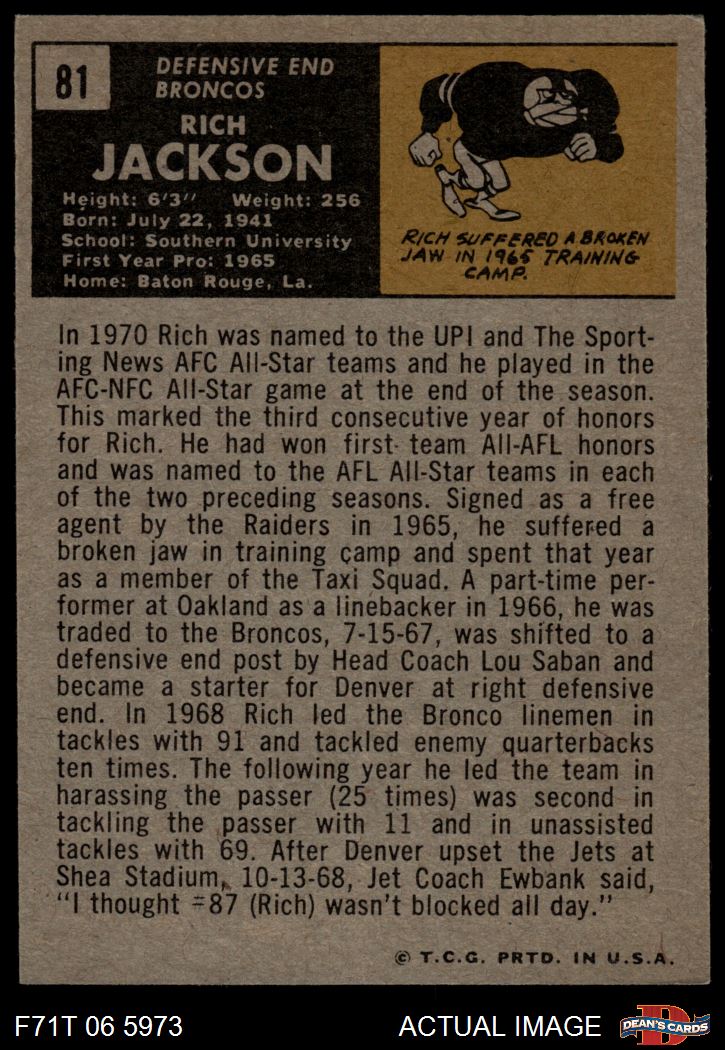 81
DEFENSIVE END
BRONCOS
RICH
JACKSON
Height: 6'3" Weight: 256
Born: July 22, 1941
School: Southern University
First Year Pro: 1965
Home: Baton Rouge, La.
RICH SUFFERED A BROKEN
JAW IN 1965 TRAINING
CAMP.
In 1970 Rich was named to the UPI and The Sport-
ing News AFC All-Star teams and he played in the
AFC-NFC All-Star game at the end of the season.
This marked the third consecutive year of honors
for Rich. He had won first team All-AFL honors
and was named to the AFL All-Star teams in each
of the two preceding seasons. Signed as a free
agent by the Raiders in 1965, he suffered a
broken jaw in training camp and spent that year
as a member of the Taxi Squad. A part-time per-
former at Oakland as a linebacker in 1966, he was
traded to the Broncos, 7-15-67, was shifted to a
defensive end post by Head Coach Lou Saban and
became a starter for Denver at right defensive
end. In 1968 Rich led the Bronco linemen in
tackles with 91 and tackled enemy quarterbacks
ten times. The following year he led the team in
harassing the passer (25 times) was second in
tackling the passer with 11 and in unassisted
tackles with 69. After Denver upset the Jets at
Shea Stadium, 10-13-68, Jet Coach Ewbank said,
"I thought =87 (Rich) wasn't blocked all day."
© T.C.G. PRTD. IN U.S.A.
F71T 06 5973
ACTUAL IMAGE
D
DEAN'S CARDS